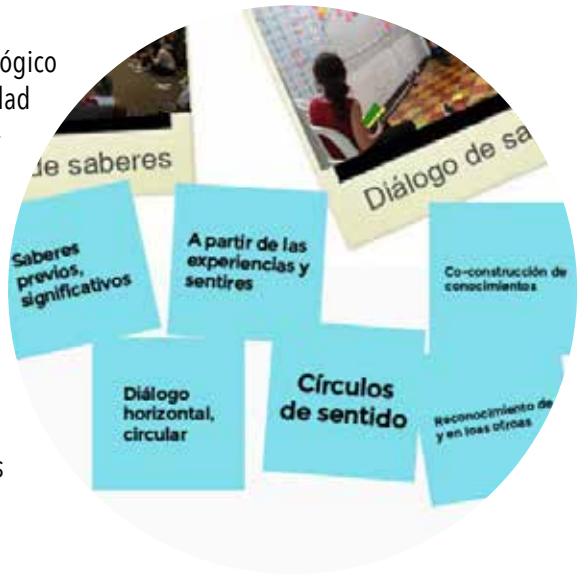 ógico
dad
de saberes
Diálogo de sa
Saberes
previos,
significativos
A partir de las
experiencias y
sentires
Co-construcción de
conocimientos
Diálogo
horizontal,
circular
Círculos
de sentido
Reconocimiento de
y en loas otroas
s